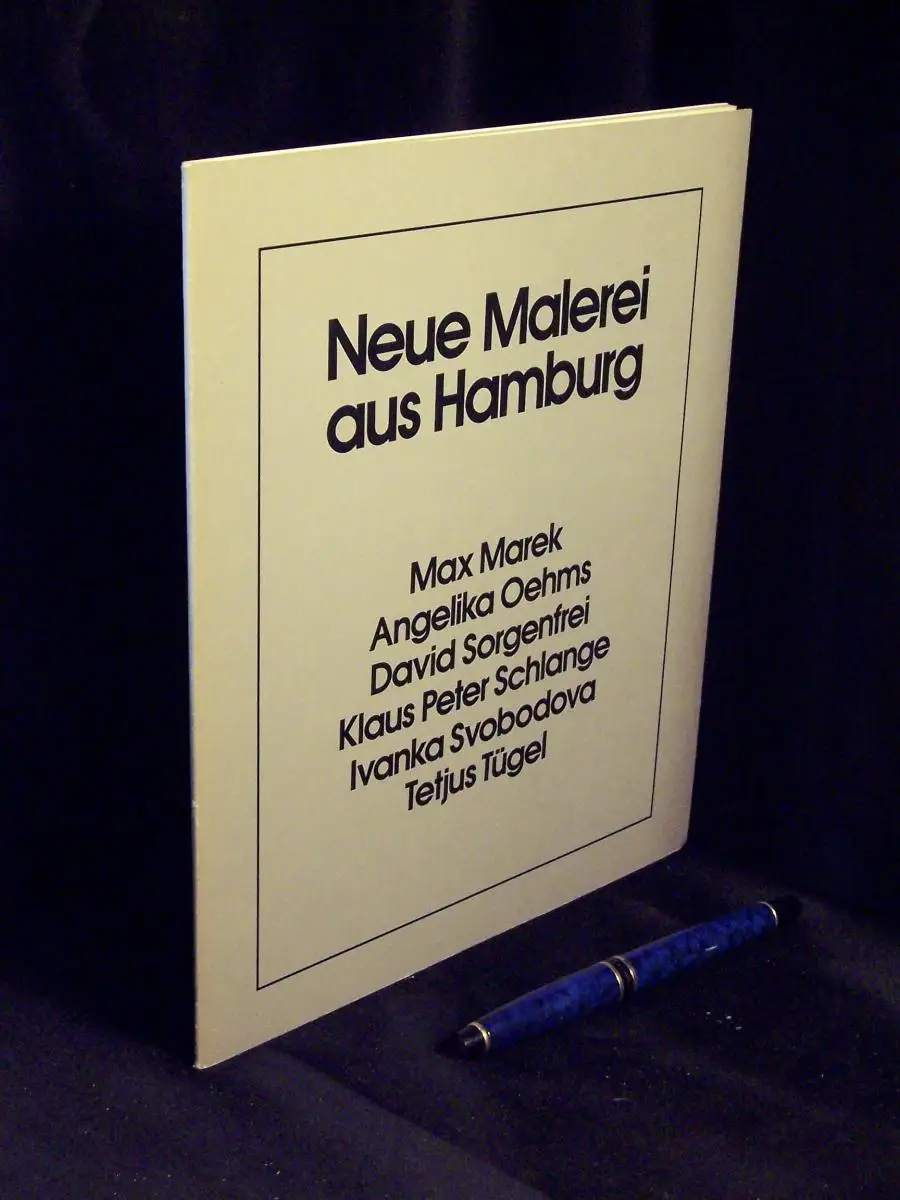 Neue Malerei
aus Hamburg
Max Marek
Angelika Oehms
David Sorgenfrei
Klaus Peter Schlange
Ivanka Svobodova
Tetjus Tügel